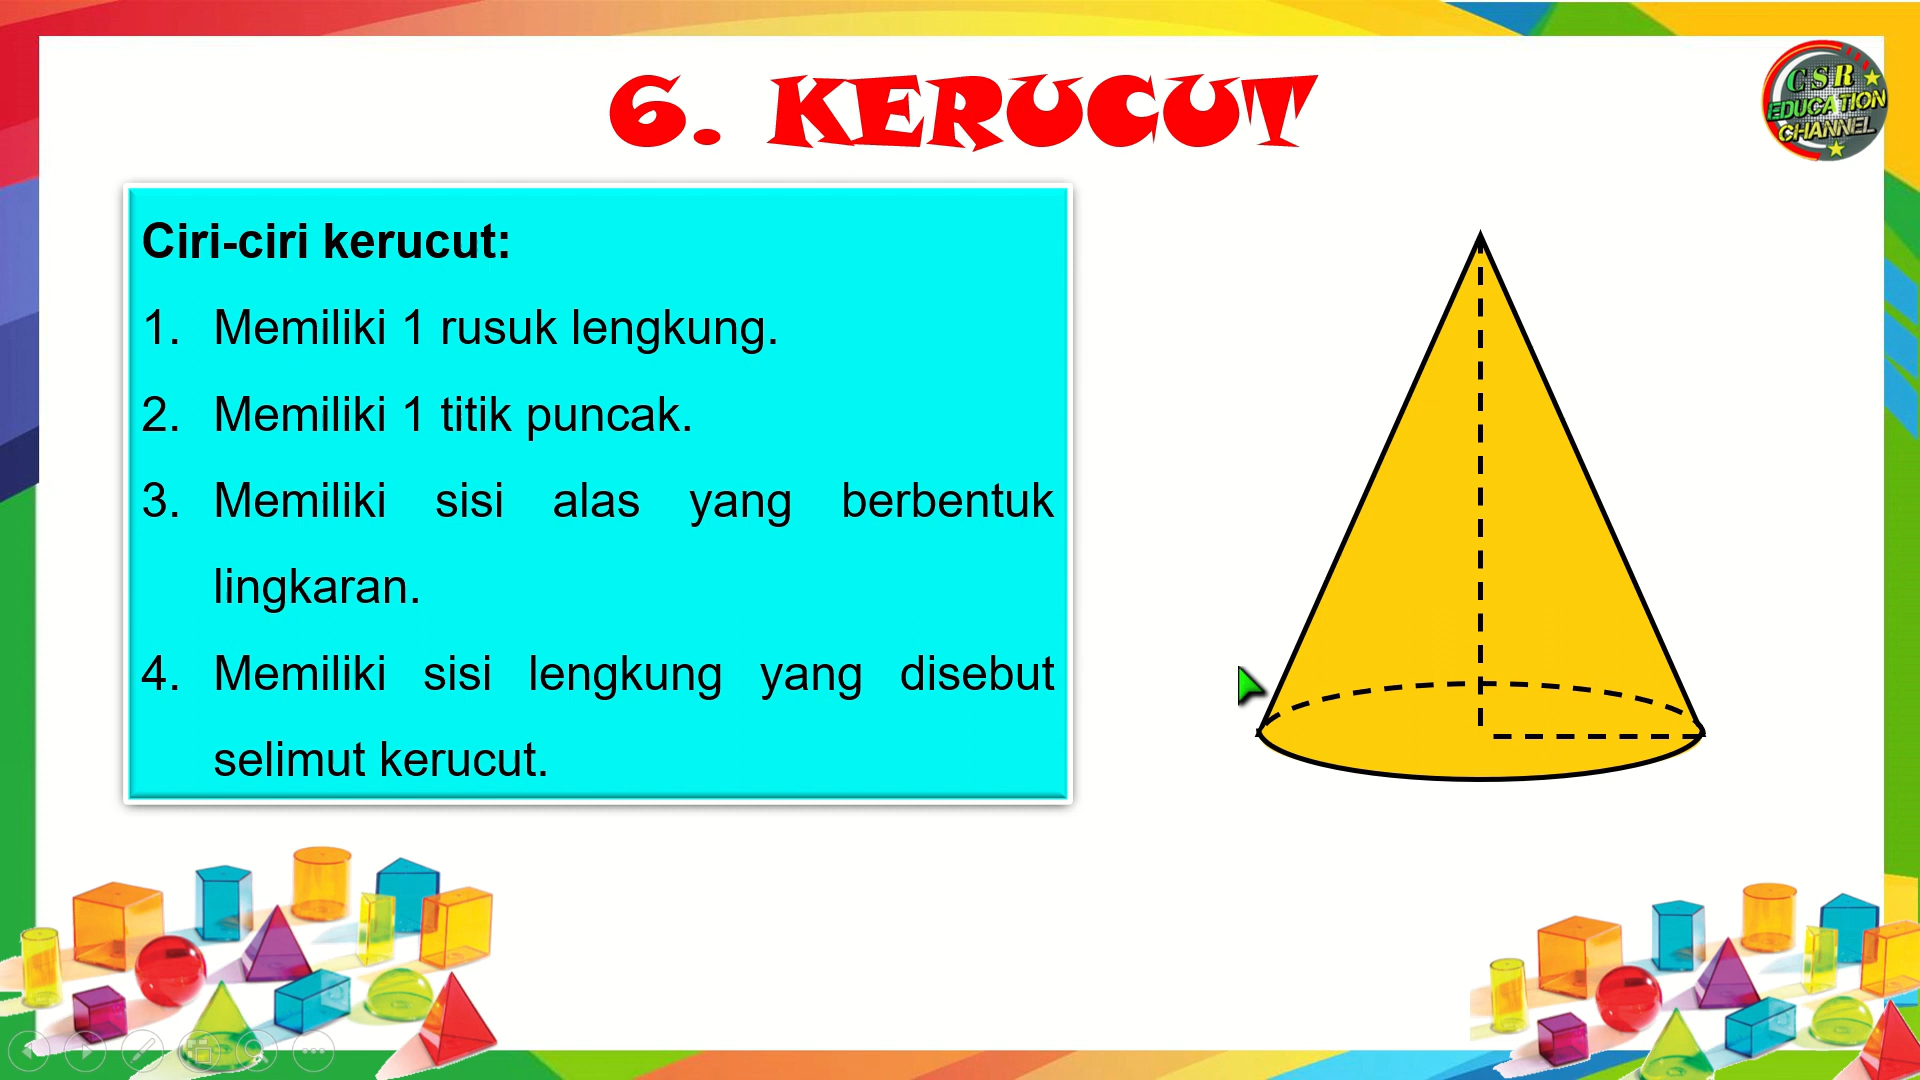 6. KERUCUT
CSR
EDUCATION
CHANNEL
Ciri-ciri kerucut:
1. Memiliki 1 rusuk lengkung.
2. Memiliki 1 titik puncak.
3. Memiliki sisi alas yang berbentuk
lingkaran.
4. Memiliki sisi lengkung yang disebut
selimut kerucut.